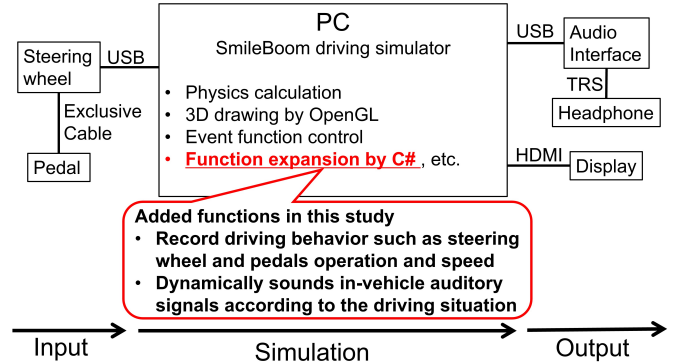 PC
SmileBoom driving simulator
Steering
wheel
USB
Exclusive
Cable
Pedal
• Physics calculation
• 3D drawing by OpenGL
• Event function control
• Function expansion by C# , etc.
USB
Audio
Interface
TRS
Headphone
HDMI
Display
Added functions in this study
• Record driving behavior such as steering
wheel and pedals operation and speed
• Dynamically sounds in-vehicle auditory
signals according to the driving situation
Input
Simulation
Output